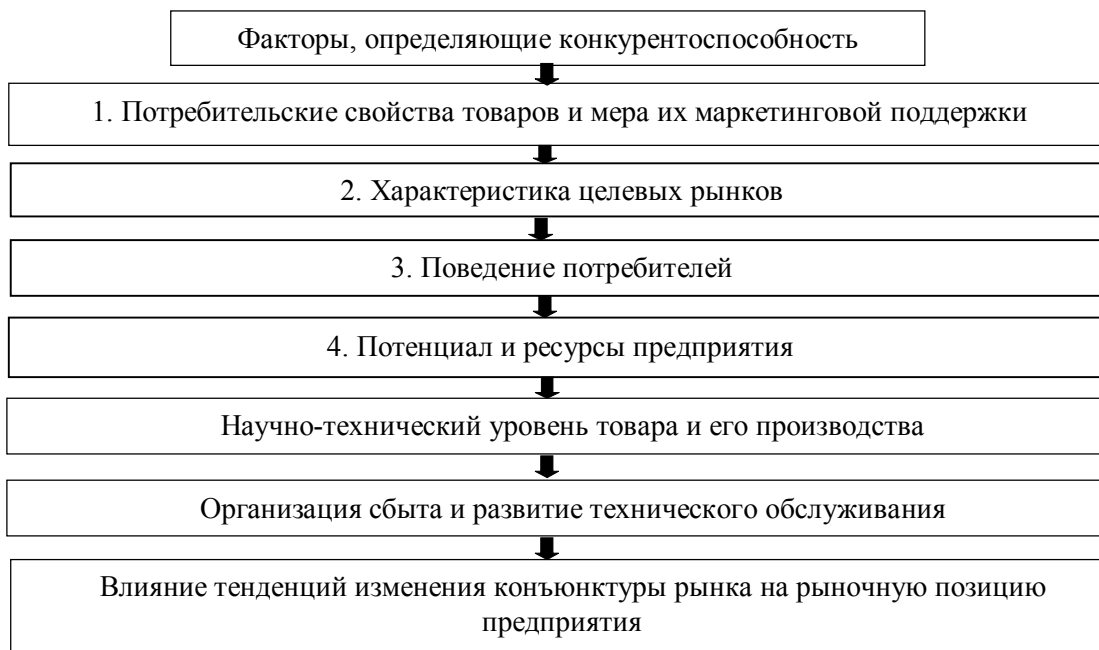 Факторы, определяющие конкурентоспособность
1. Потребительские свойства товаров и мера их маркетинговой поддержки
2. Характеристика целевых рынков
3. Поведение потребителей
4. Потенциал и ресурсы предприятия
Научно-технический уровень товара и его производства
Организация сбыта и развитие технического обслуживания
Влияние тенденций изменения конъюнктуры рынка на рыночную позицию
предприятия